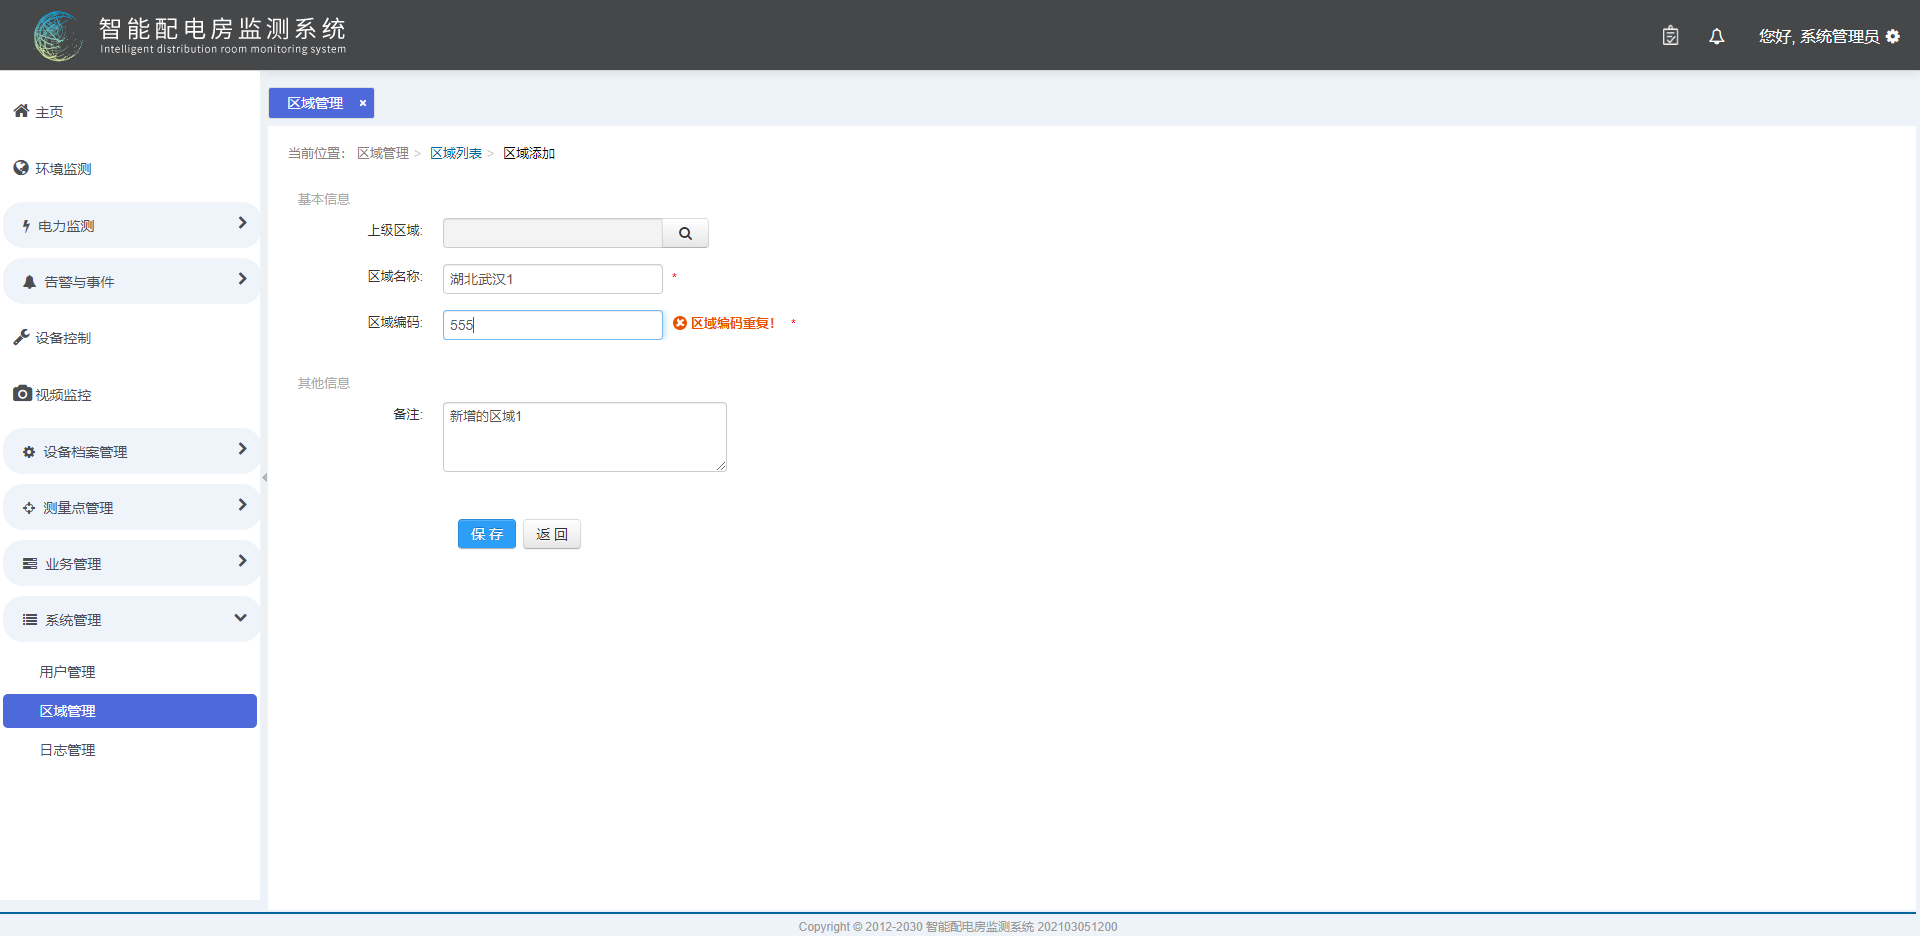 智能配电房监测系统
Intelligent distribution room monitoring system
您好, 系统管理员
主页
环境监测
电力监测
告警与事件
设备控制
视频监控
设备档案管理
测量点管理
业务管理
系统管理
用户管理
区域管理
日志管理
区域管理 ×
当前位置: 区域管理 > 区域列表 > 区域添加
基本信息
上级区域:
区域名称: 湖北武汉1 *
区域编码: 555 区域编码重复! *
其他信息
备注: 新增的区域1
保 存 返 回
Copyright © 2012-2030 智能配电房监测系统 202103051200